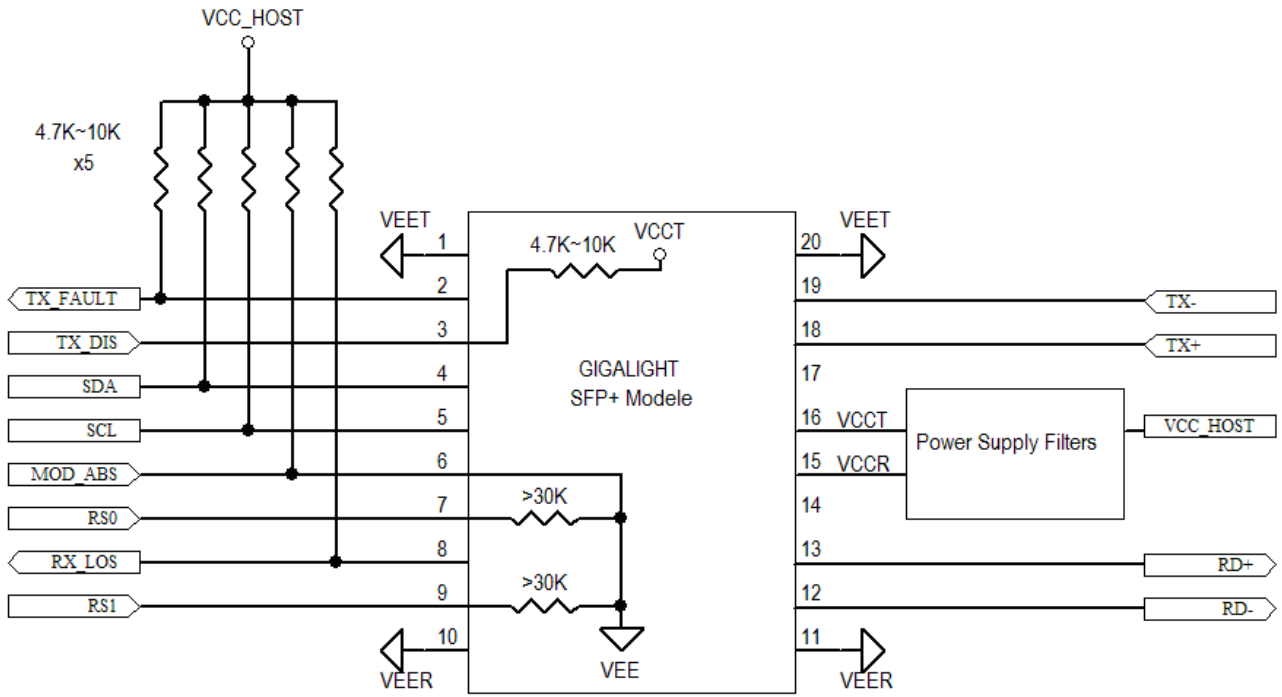 VCC_HOST
4.7K~10K
x5
VEET
1
4.7K~10K
VCCT
20
VEET
TX_FAULT
2
19
TX-
TX_DIS
3
18
TX+
SDA
4
GIGALIGHT
SFP+ Modele
17
SCL
5
16
VCCT
Power Supply Filters
VCC_HOST
MOD_ABS
6
15
VCCR
RS0
7
>30K
14
RX_LOS
8
13
RD+
RS1
9
>30K
12
RD-
10
VEER
VEE
11
VEER